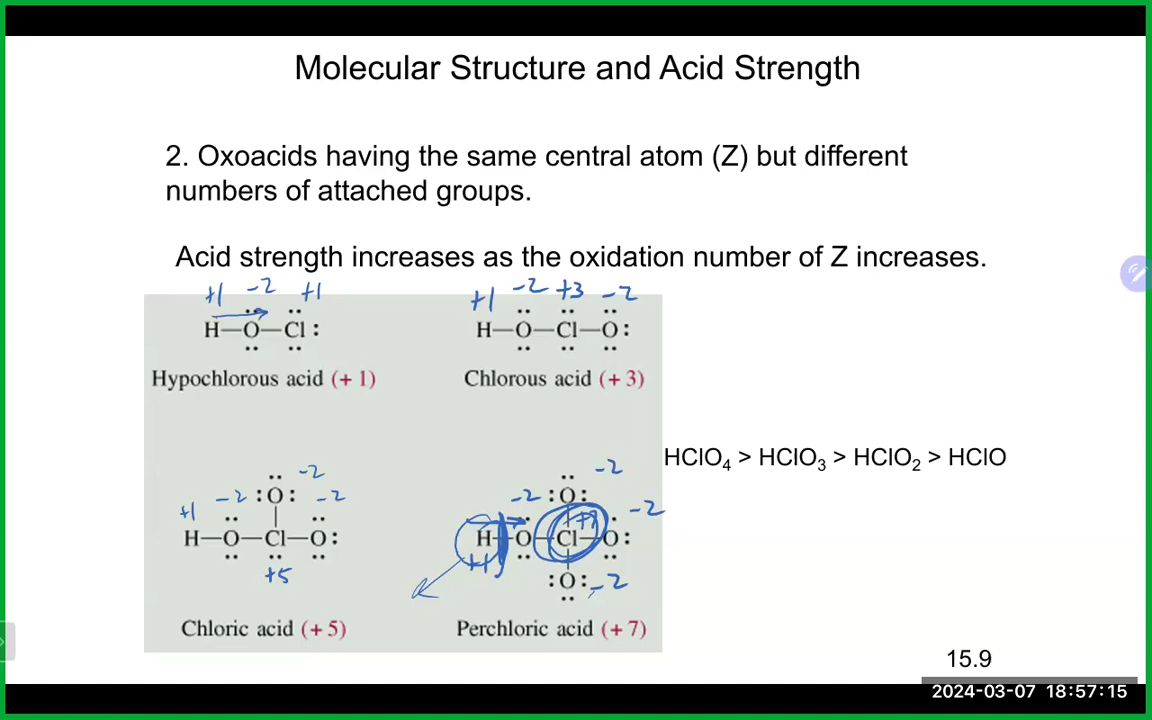 Molecular Structure and Acid Strength
2. Oxoacids having the same central atom (Z) but different
numbers of attached groups.
Acid strength increases as the oxidation number of Z increases.
+1 -2 +1
H—O—Cl:
Hypochlorous acid (+ 1)
+1 -2 +3 -2
H—O—Cl—O:
Chlorous acid (+ 3)
-2
-2 :O: -2
+1
H—O—Cl—O:
+5
Chloric acid (+ 5)
-2
-2 :O:
-2
+7
H—O—Cl—O:
+1
:O: -2
Perchloric acid (+ 7)
HClO₄ > HClO₃ > HClO₂ > HClO
15.9
2024-03-07 18:57:15